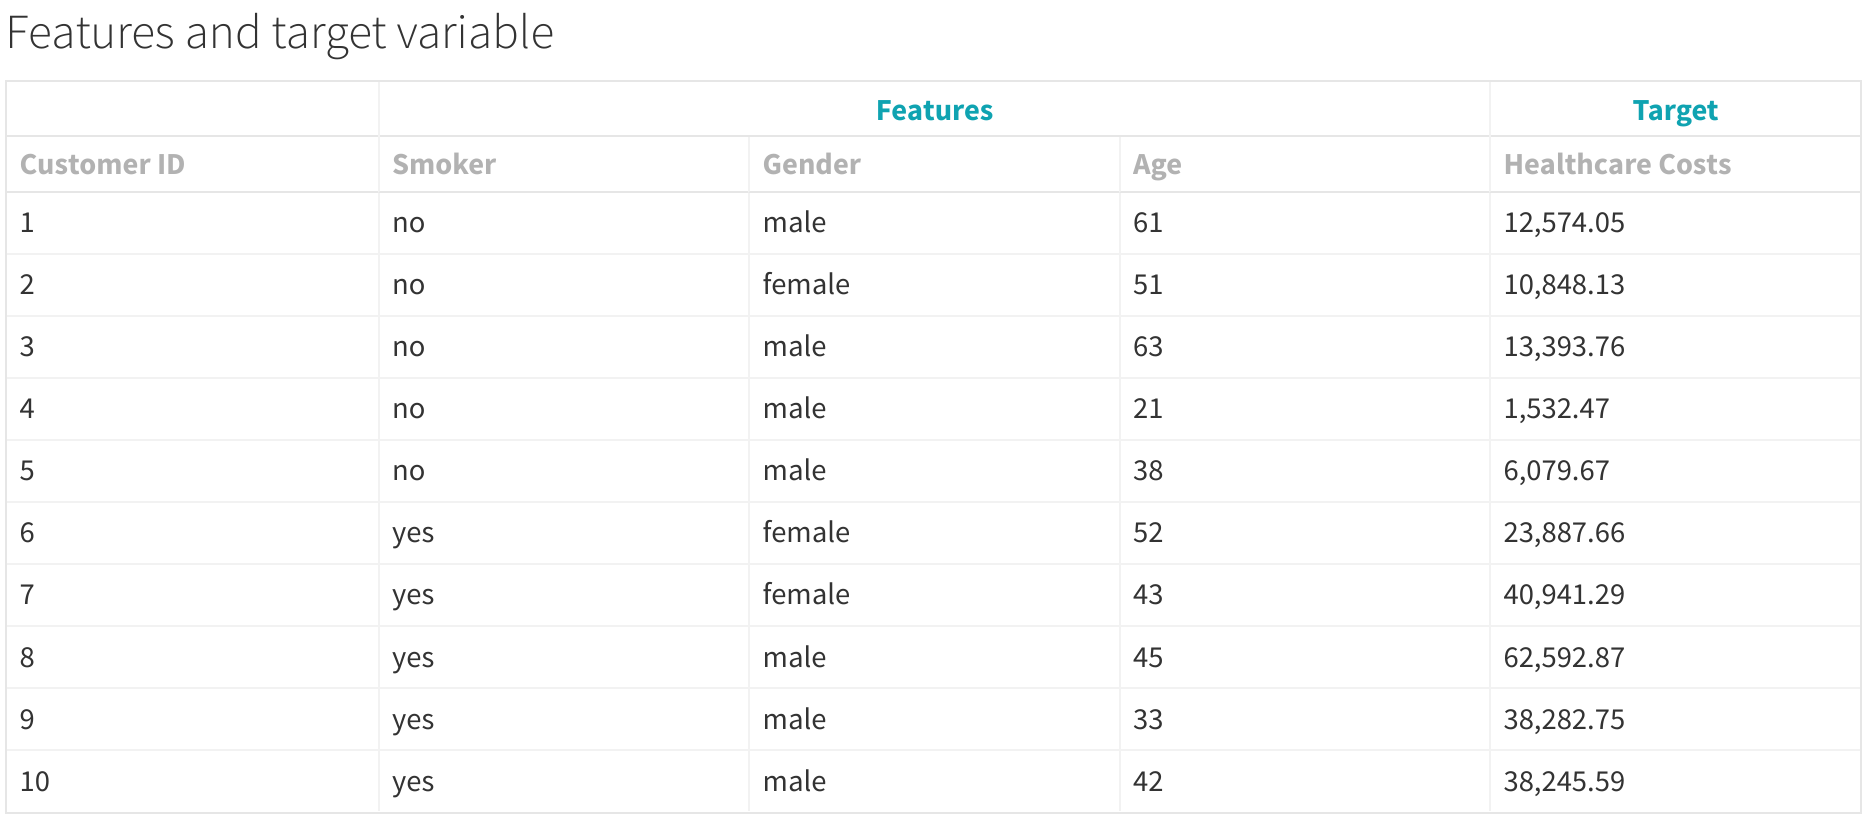 Features and target variable
Features Target
Customer ID Smoker Gender Age Healthcare Costs
1 no male 61 12,574.05
2 no female 51 10,848.13
3 no male 63 13,393.76
4 no male 21 1,532.47
5 no male 38 6,079.67
6 yes female 52 23,887.66
7 yes female 43 40,941.29
8 yes male 45 62,592.87
9 yes male 33 38,282.75
10 yes male 42 38,245.59